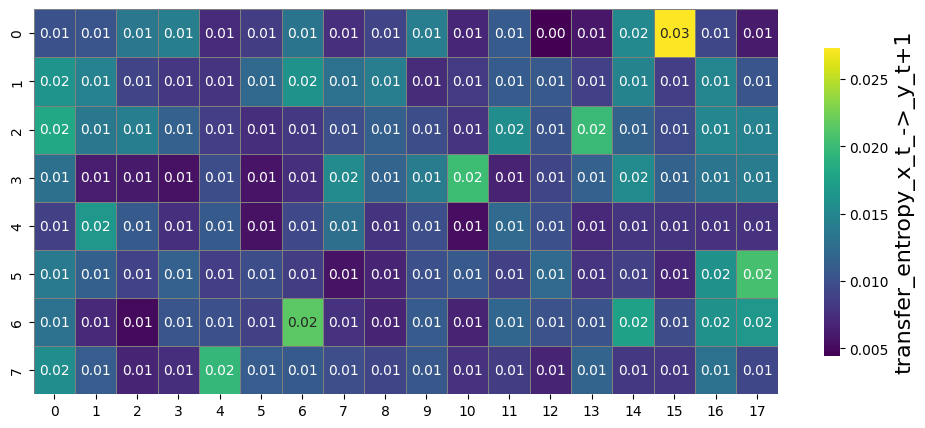 0 0.01 0.01 0.01 0.01 0.01 0.01 0.01 0.01 0.01 0.01 0.01 0.01 0.00 0.01 0.02 0.03 0.01 0.01
1 0.02 0.01 0.01 0.01 0.01 0.01 0.02 0.01 0.01 0.01 0.01 0.01 0.01 0.01 0.01 0.01 0.01 0.01
2 0.02 0.01 0.01 0.01 0.01 0.01 0.01 0.01 0.01 0.01 0.01 0.02 0.01 0.02 0.01 0.01 0.01 0.01
3 0.01 0.01 0.01 0.01 0.01 0.01 0.01 0.02 0.01 0.01 0.02 0.01 0.01 0.01 0.02 0.01 0.01 0.01
4 0.01 0.02 0.01 0.01 0.01 0.01 0.01 0.01 0.01 0.01 0.01 0.01 0.01 0.01 0.01 0.01 0.01 0.01
5 0.01 0.01 0.01 0.01 0.01 0.01 0.01 0.01 0.01 0.01 0.01 0.01 0.01 0.01 0.01 0.01 0.02 0.02
6 0.01 0.01 0.01 0.01 0.01 0.01 0.02 0.01 0.01 0.01 0.01 0.01 0.01 0.01 0.02 0.01 0.02 0.02
7 0.02 0.01 0.01 0.01 0.02 0.01 0.01 0.01 0.01 0.01 0.01 0.01 0.01 0.01 0.01 0.01 0.01 0.01
0 1 2 3 4 5 6 7 8 9 10 11 12 13 14 15 16 17
0.025
0.020
0.015
0.010
0.005
transfer_entropy_x_t_->_y_t+1